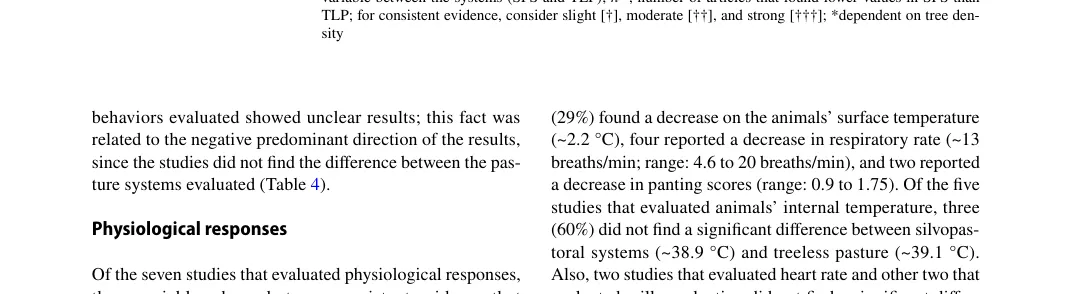 TLP; for consistent evidence, consider slight [†], moderate [††], and strong [†††]; *dependent on tree den-
sity
behaviors evaluated showed unclear results; this fact was
related to the negative predominant direction of the results,
since the studies did not find the difference between the pas-
ture systems evaluated (Table 4).
Physiological responses
Of the seven studies that evaluated physiological responses,
(29%) found a decrease on the animals’ surface temperature
(~2.2 °C), four reported a decrease in respiratory rate (~13
breaths/min; range: 4.6 to 20 breaths/min), and two reported
a decrease in panting scores (range: 0.9 to 1.75). Of the five
studies that evaluated animals’ internal temperature, three
(60%) did not find a significant difference between silvopas-
toral systems (~38.9 °C) and treeless pasture (~39.1 °C).
Also, two studies that evaluated heart rate and other two that